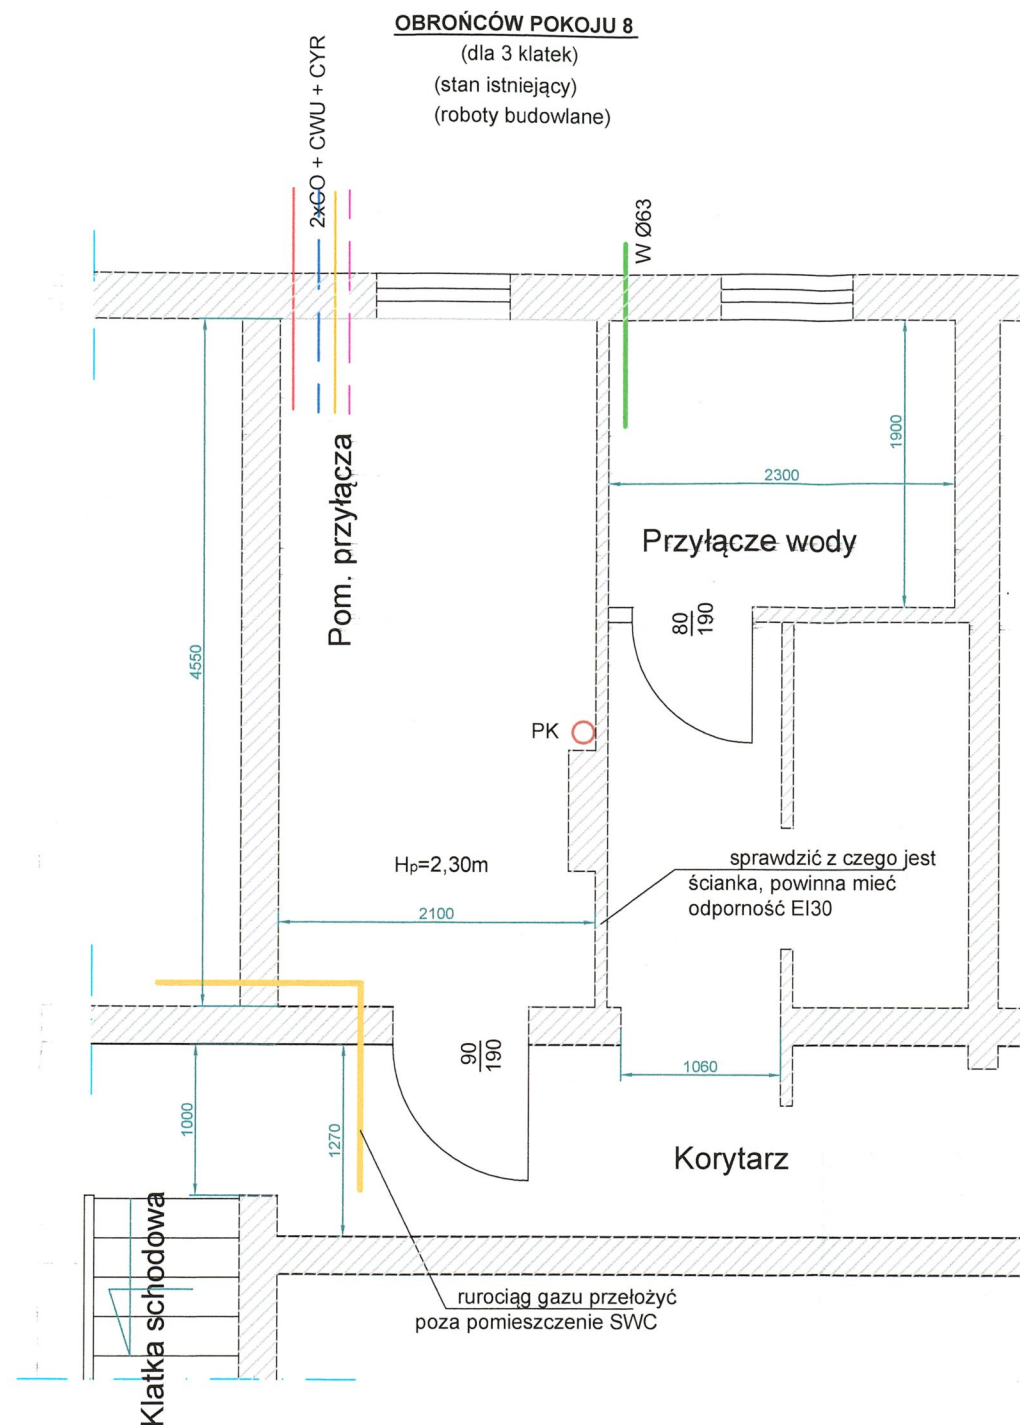 OBROŃCÓW POKOJU 8
(dla 3 klatek)
(stan istniejący)
(roboty budowlane)
2xCO + CWU + CYR
W Ø63
Pom. przyłącza
1900
2300
Przyłącze wody
80
190
4550
PK
Hp=2,30m
sprawdzić z czego jest
ścianka, powinna mieć
odporność EI30
2100
90
190
1060
1000
1270
Korytarz
Klatka schodowa
rurociąg gazu przełożyć
poza pomieszczenie SWC